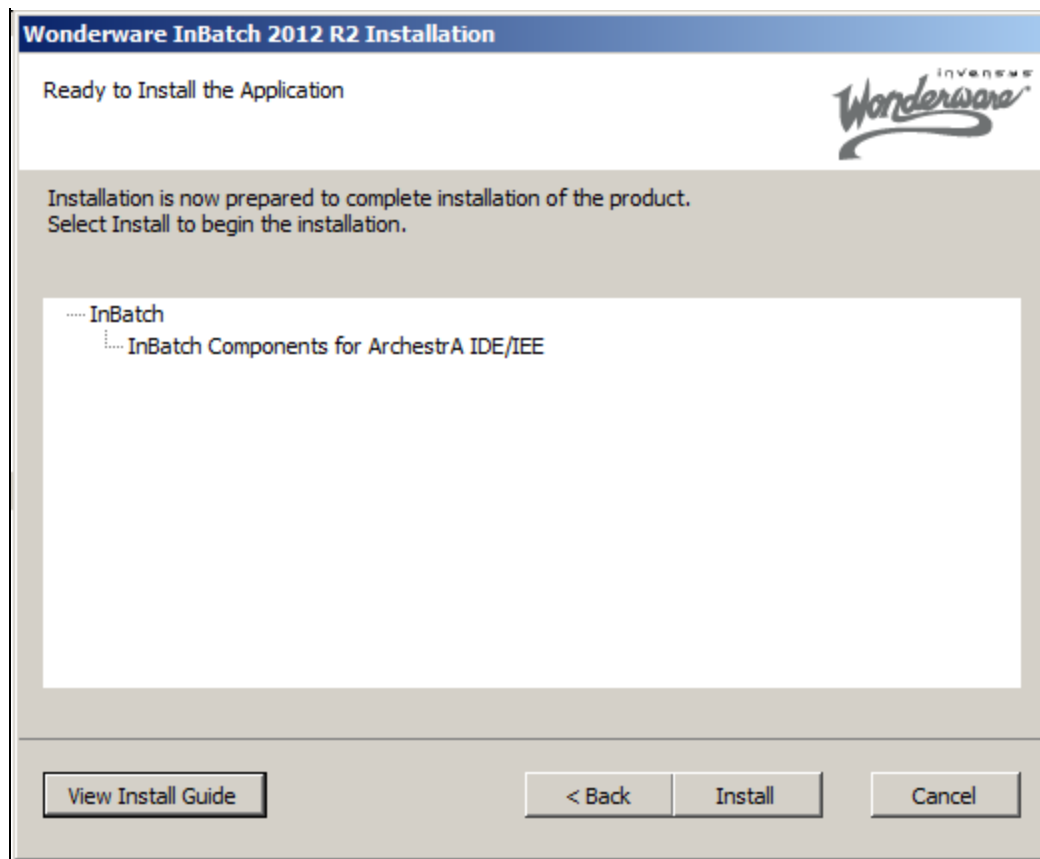 Wonderware InBatch 2012 R2 Installation
Ready to Install the Application
invensys
Wonderware
Installation is now prepared to complete installation of the product.
Select Install to begin the installation.
InBatch
InBatch Components for ArchestrA IDE/IEE
View Install Guide
< Back
Install
Cancel